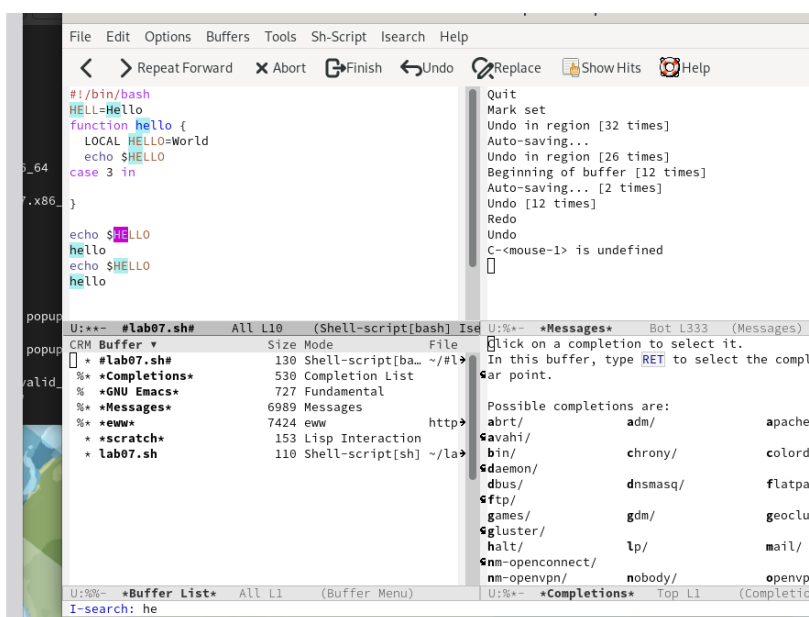 File Edit Options Buffers Tools Sh-Script Isearch Help
Repeat Forward Abort Finish Undo Replace Show Hits Help
#!/bin/bash
HELL=Hello
function hello {
  LOCAL HELLO=World
  echo $HELLO
case 3 in
}
echo $HELLO
hello
echo $HELLO
hello
U:**- #lab07.sh# All L10 (Shell-script[bash] Ise
Quit
Mark set
Undo in region [32 times]
Auto-saving...
Undo in region [26 times]
Beginning of buffer [12 times]
Auto-saving... [2 times]
Undo [12 times]
Redo
Undo
C-<mouse-1> is undefined
U:%*- *Messages* Bot L333 (Messages)
CRM Buffer ▼ Size Mode File
* #lab07.sh# 130 Shell-script[ba… ~/#l
%* *Completions* 530 Completion List
% *GNU Emacs* 727 Fundamental
%* *Messages* 6989 Messages
%* *eww* 7424 eww http
* *scratch* 153 Lisp Interaction
* lab07.sh 110 Shell-script[sh] ~/la
U:%%- *Buffer List* All L1 (Buffer Menu)
Click on a completion to select it.
In this buffer, type RET to select the compl
ar point.
Possible completions are:
abrt/ adm/ apache
avahi/
bin/ chrony/ colord
daemon/
dbus/ dnsmasq/ flatpa
ftp/
games/ gdm/ geoclu
gluster/
halt/ lp/ mail/
nm-openconnect/
nm-openvpn/ nobody/ openvp
U:%*- *Completions* Top L1 (Completio
I-search: he
_64
.x86_
popup
popup
valid_